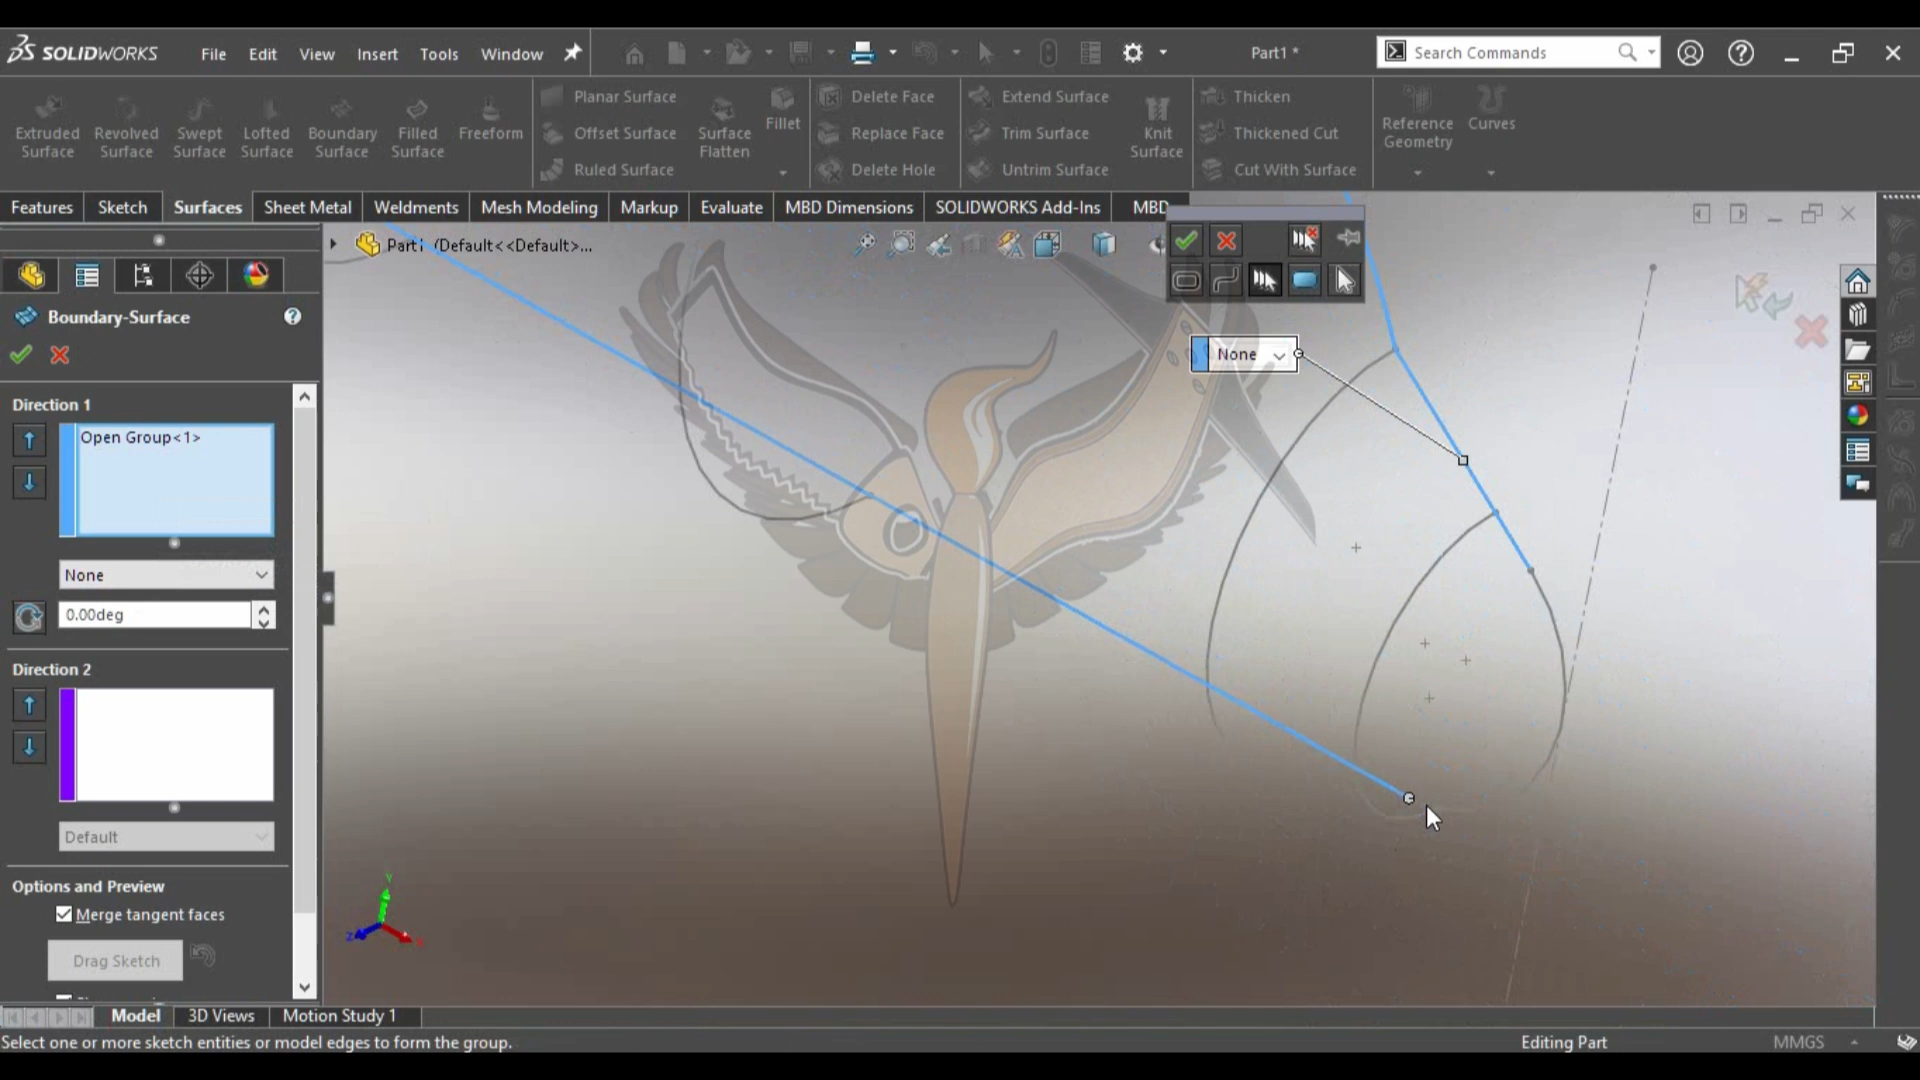 SOLIDWORKS File Edit View Insert Tools Window Part1 * Search Commands
Extruded Surface
Revolved Surface
Swept Surface
Lofted Surface
Boundary Surface
Filled Surface
Freeform
Planar Surface
Offset Surface
Ruled Surface
Surface Flatten
Fillet
Delete Face
Replace Face
Delete Hole
Extend Surface
Trim Surface
Untrim Surface
Knit Surface
Thicken
Thickened Cut
Cut With Surface
Reference Geometry
Curves
Features Sketch Surfaces Sheet Metal Weldments Mesh Modeling Markup Evaluate MBD Dimensions SOLIDWORKS Add-Ins MBD
Part1 (Default<<Default>...
Boundary-Surface
Direction 1
Open Group<1>
None
0.00deg
Direction 2
Default
Options and Preview
Merge tangent faces
Drag Sketch
None
Y
Z
X
Model 3D Views Motion Study 1
Select one or more sketch entities or model edges to form the group. Editing Part MMGS